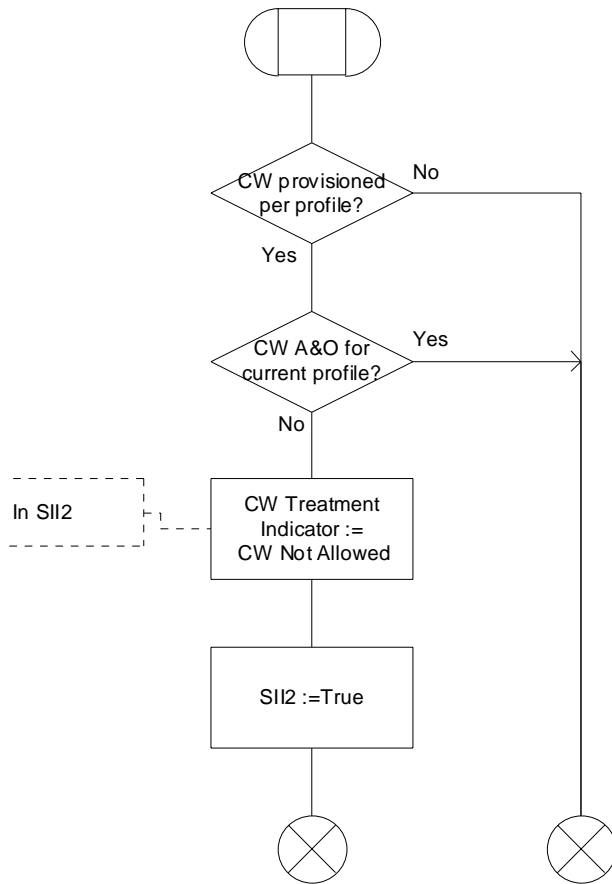 CW provisioned
per profile?
No
Yes
CW A&O for
current profile?
Yes
No
In SII2
CW Treatment
Indicator :=
CW Not Allowed
SII2 :=True